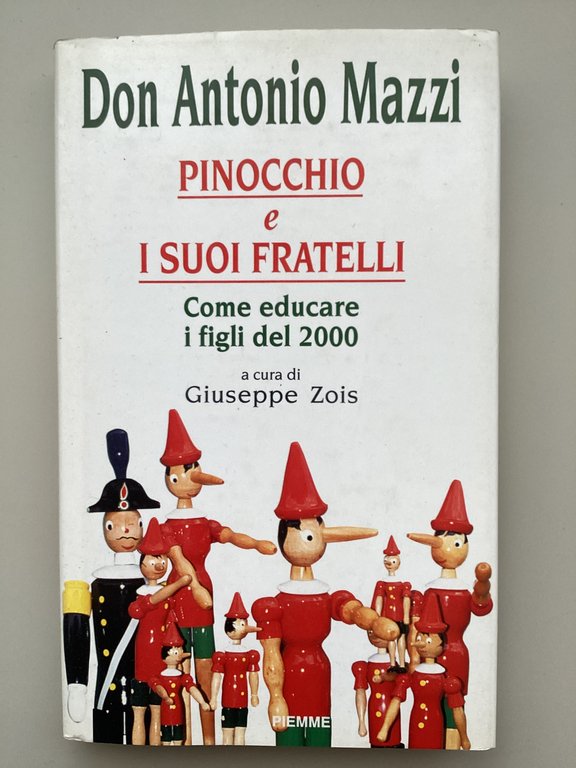 Don Antonio Mazzi
PINOCCHIO
e
I SUOI FRATELLI
Come educare
i figli del 2000
a cura di
Giuseppe Zois
PIEMME